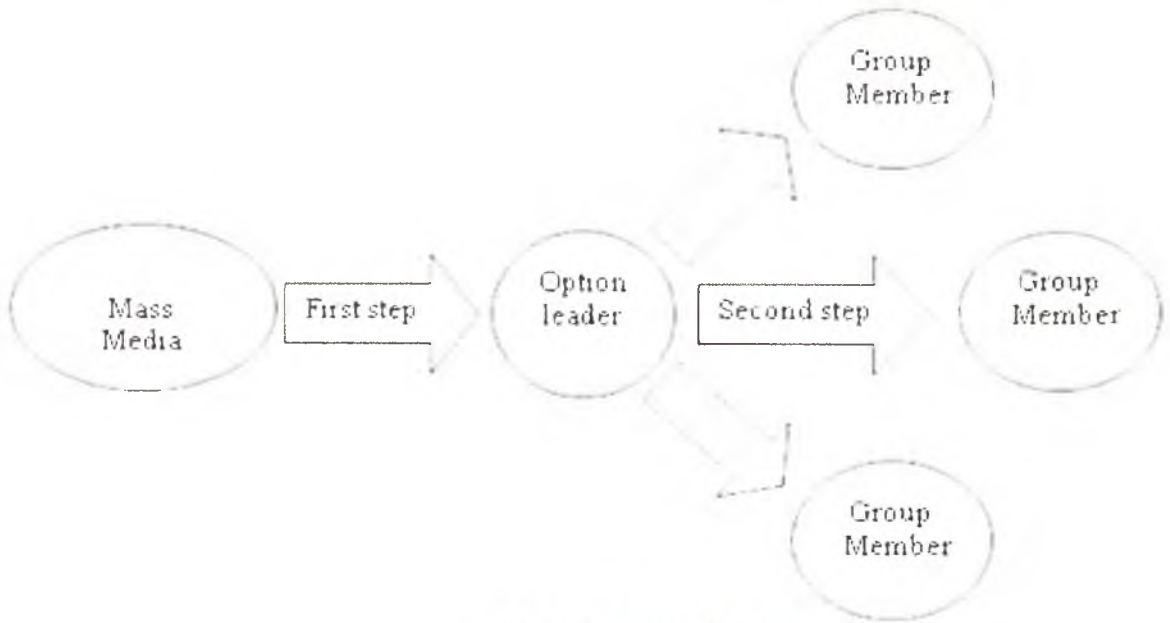 Group
Member
Mass
Media
First step
Option
leader
Second step
Group
Member
Group
Member